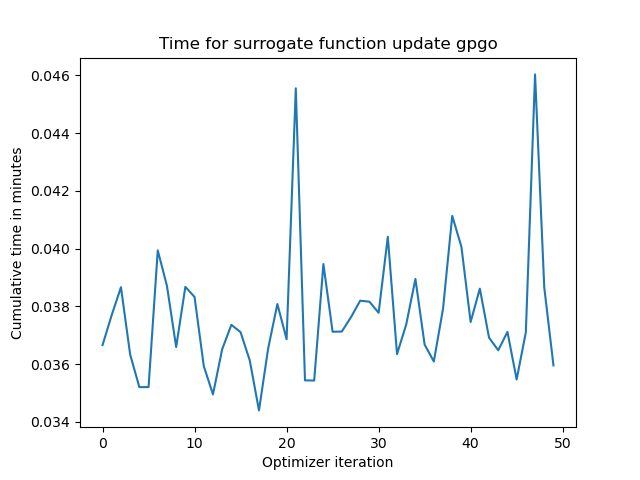 Time for surrogate function update gpgo
0.046
0.044
0.042
0.040
0.038
0.036
0.034
Cumulative time in minutes
0 10 20 30 40 50
Optimizer iteration